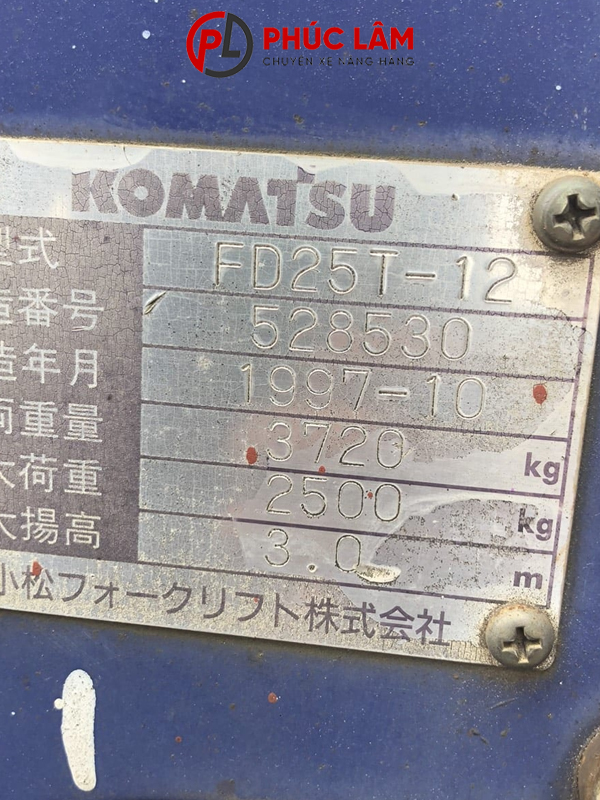 PL PHÚC LÂM
CHUYÊN XE NÂNG HÀNG
KOMATSU
型式 FD25T-12
造番号 528530
造年月 1997-10
両重量 3720 kg
大荷重 2500 kg
大揚高 3.0 m
小松フォークリフト株式会社